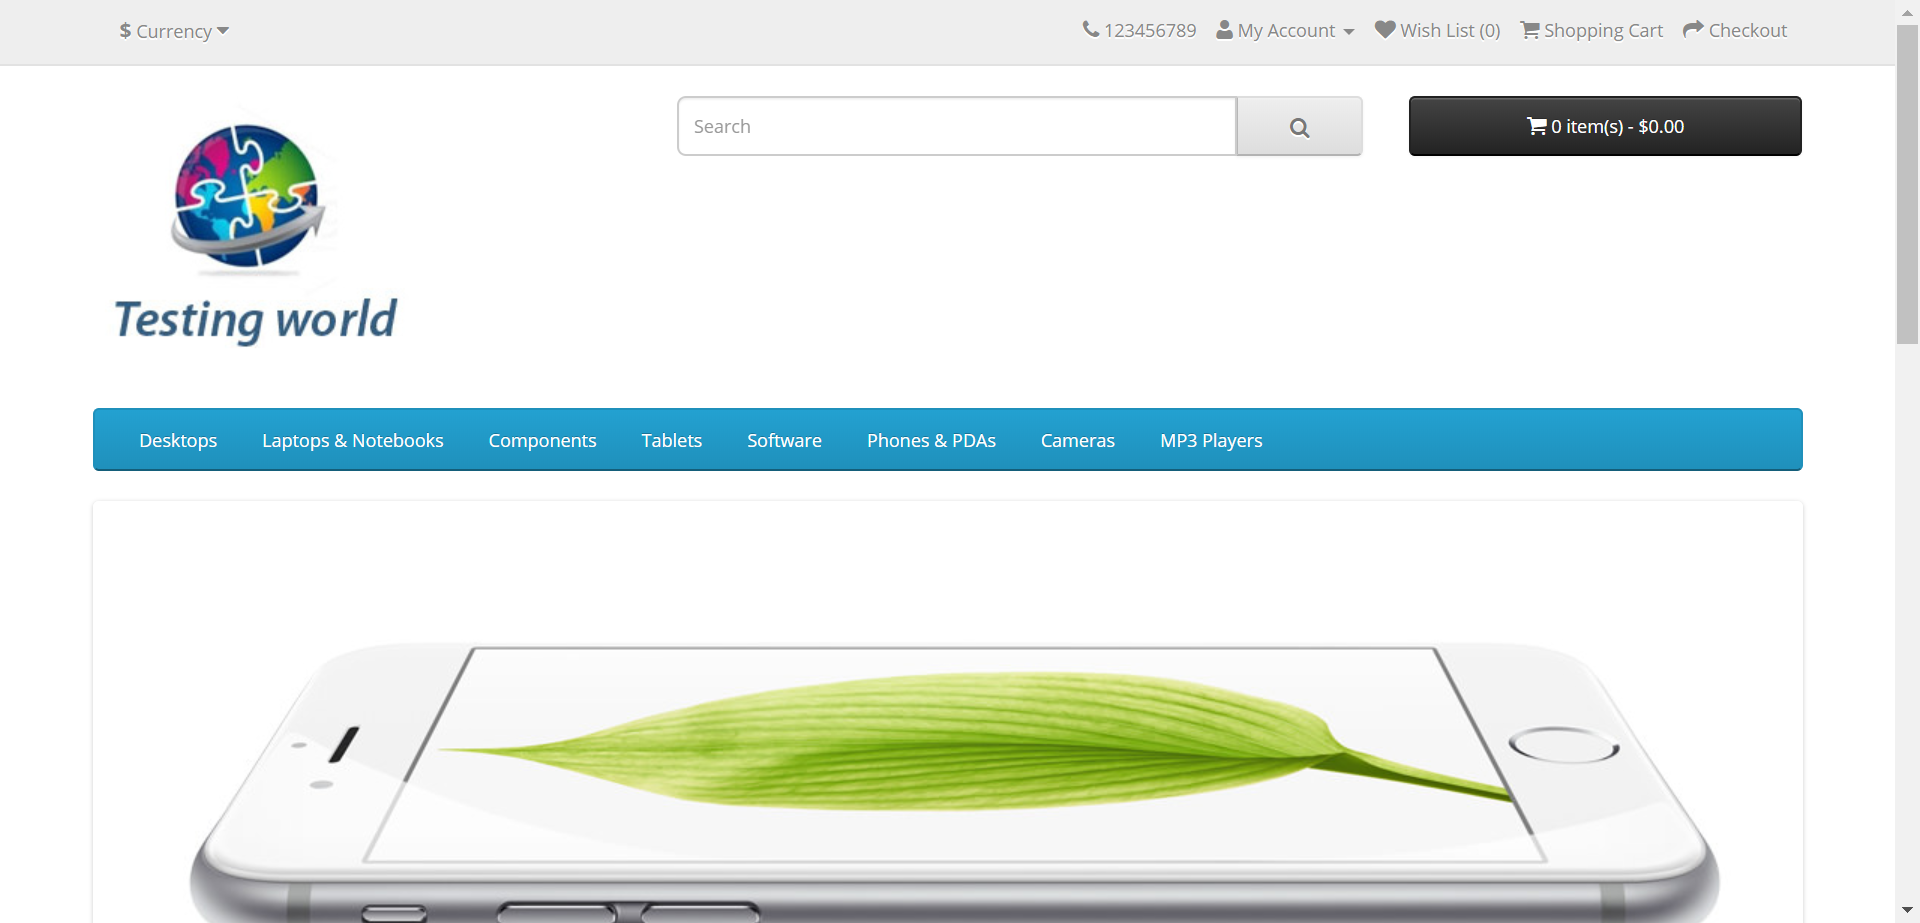 $ Currency
123456789 My Account Wish List (0) Shopping Cart Checkout
Search
0 item(s) - $0.00
Testing world
Desktops Laptops & Notebooks Components Tablets Software Phones & PDAs Cameras MP3 Players